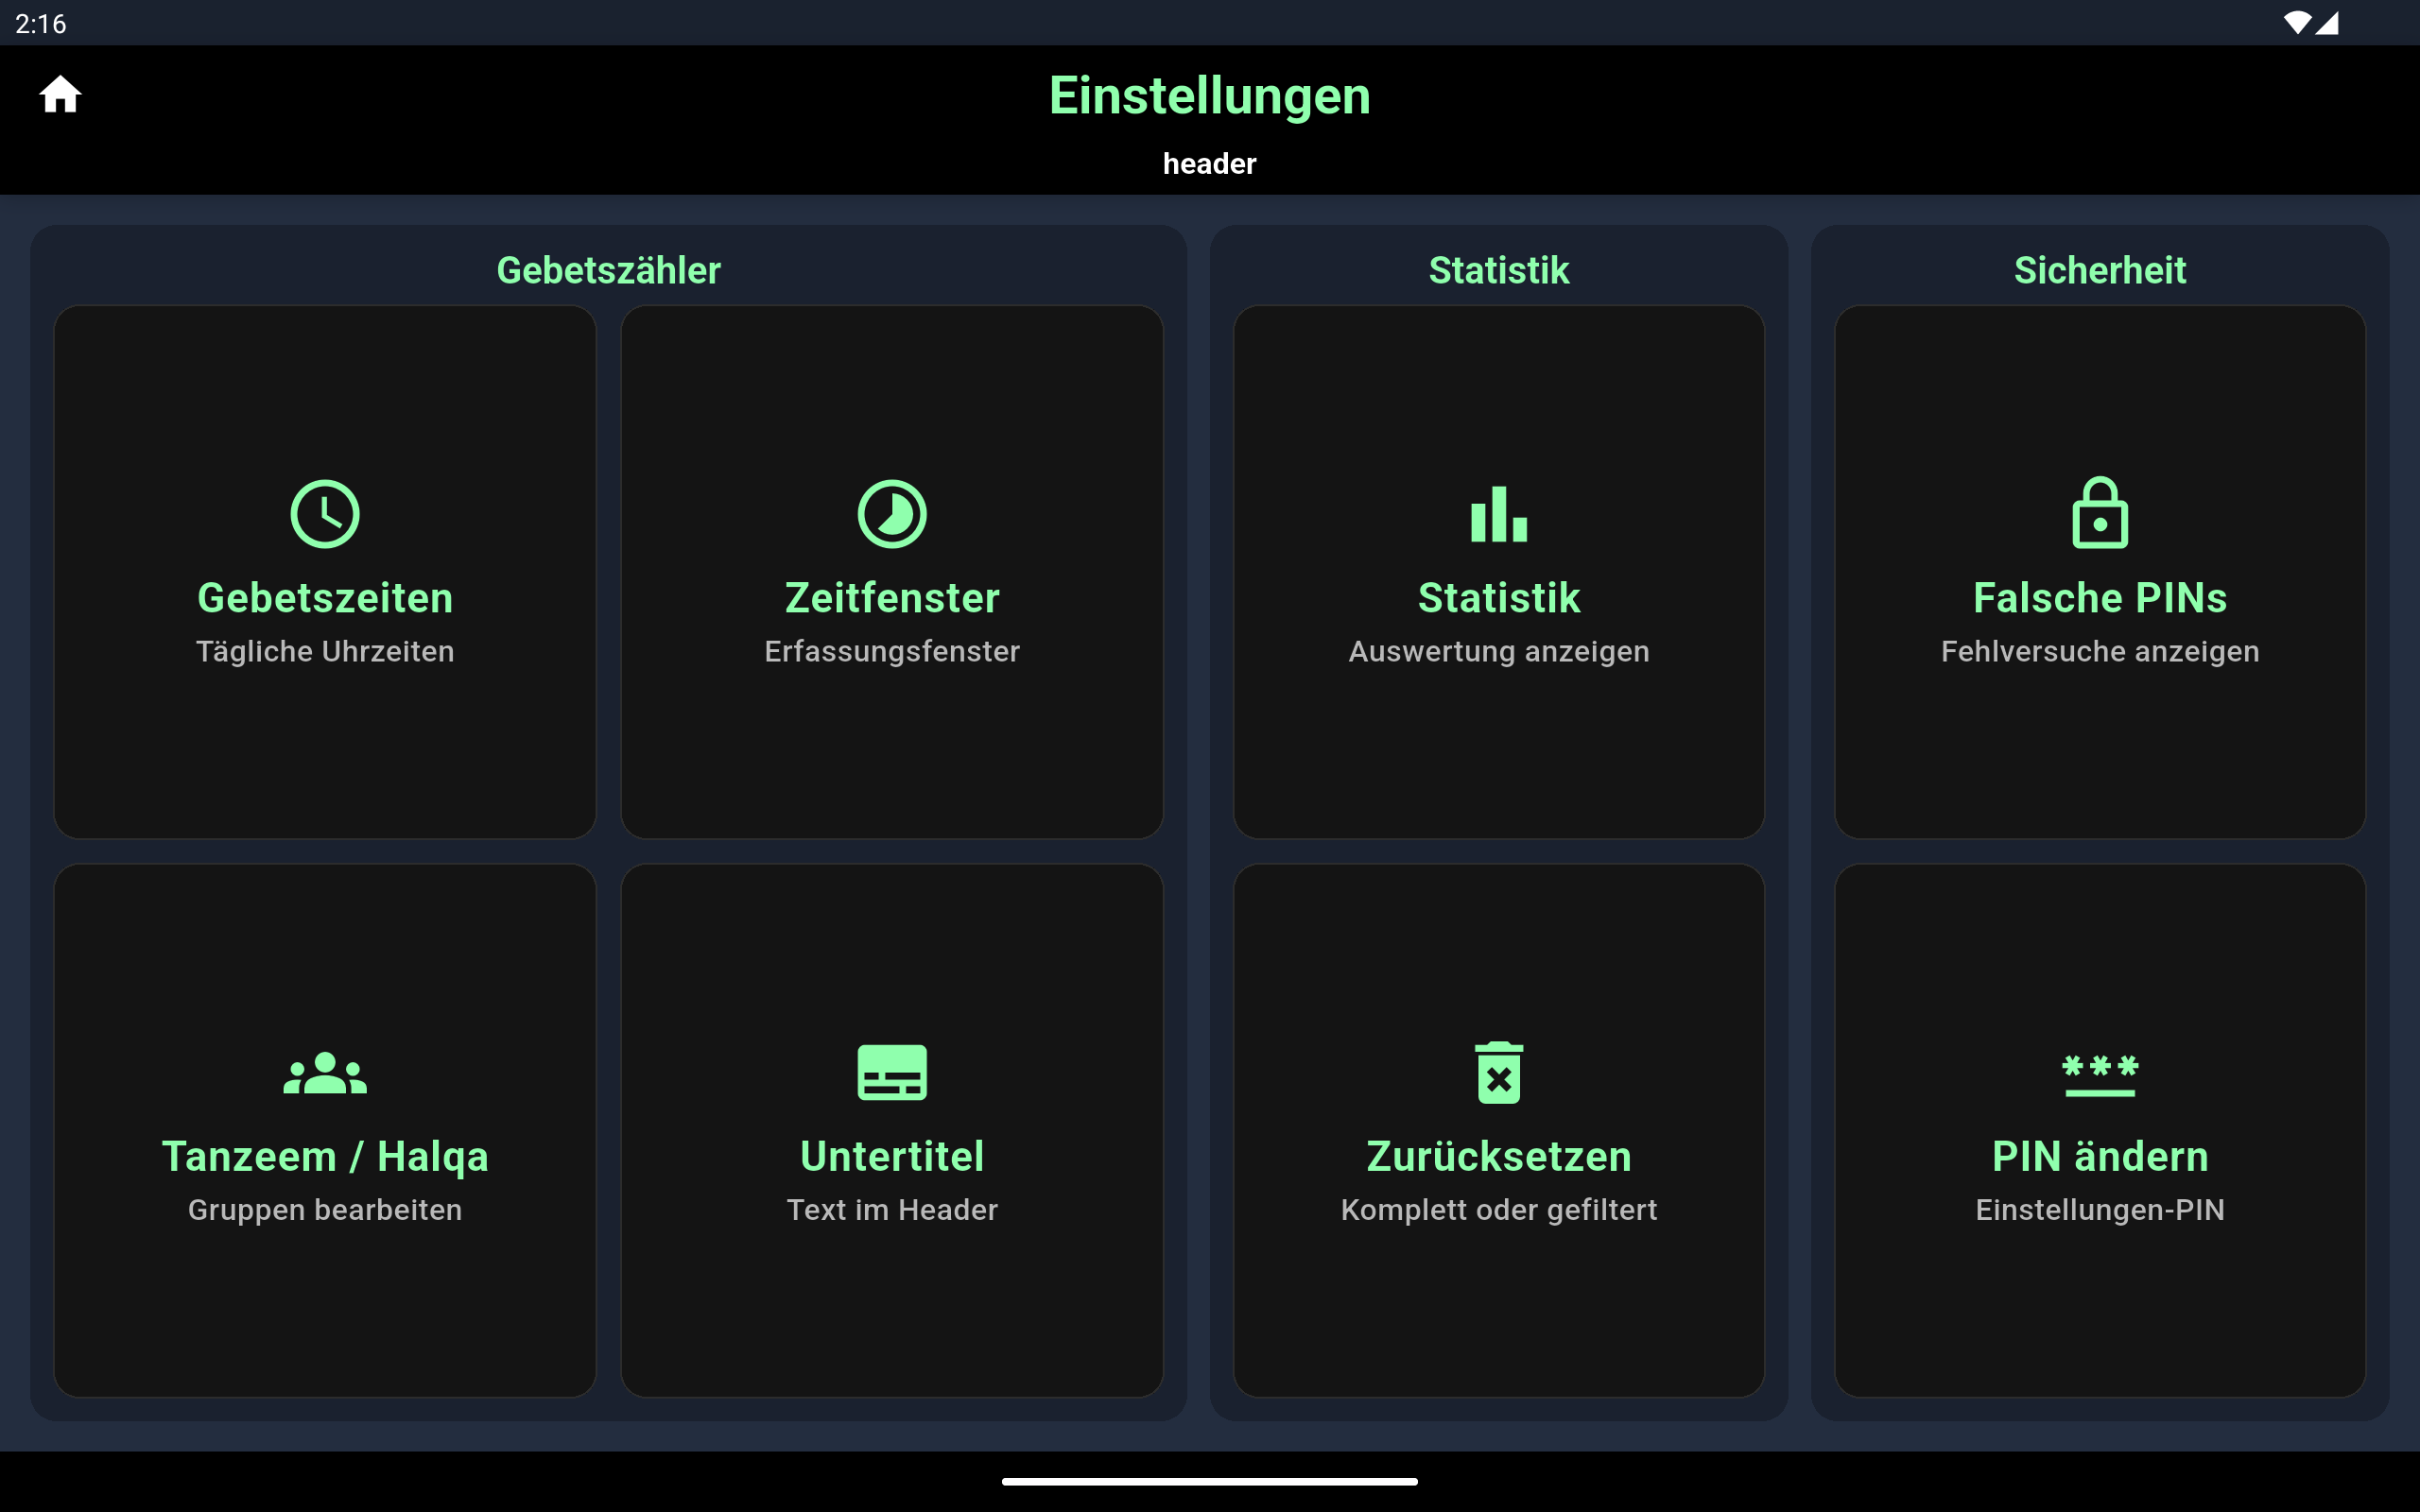 2:16
Einstellungen
header
Gebetszähler
Gebetszeiten
Tägliche Uhrzeiten
Zeitfenster
Erfassungsfenster
Tanzeem / Halqa
Gruppen bearbeiten
Untertitel
Text im Header
Statistik
Statistik
Auswertung anzeigen
Zurücksetzen
Komplett oder gefiltert
Sicherheit
Falsche PINs
Fehlversuche anzeigen
PIN ändern
Einstellungen-PIN